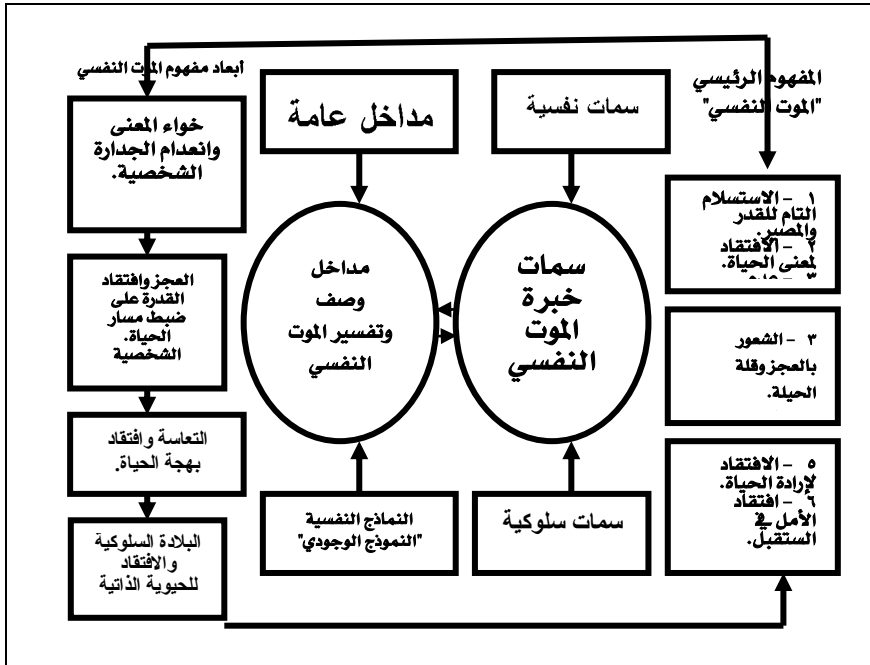 المفهوم الرئيسي
"الموت النفسي"
١ – الاستسلام
التام للقدر
والمصير.
٢ – الافتقاد
لمعنى الحياة.
٣ –
٣ – الشعور
بالعجز وقلة
الحيلة.
٥ – الافتقاد
لإرادة الحياة.
٦ – افتقاد
الأمل في
الستقبل.
سمات نفسية
سمات
خبرة
الموت
النفسي
سمات سلوكية
مداخل عامة
مداخل
وصف
وتفسير الموت
النفسي
النماذج النفسية
"النموذج الوجودي"
أبعاد مفهوم الموت النفسي
خواء المعنى
وانعدام الجدارة
الشخصية.
العجز وافتقاد
القدرة على
ضبط مسار
الحياة.
الشخصية
التعاسة وافتقاد
بهجة الحياة.
البلادة السلوكية
والافتقاد
للحيوية الذاتية